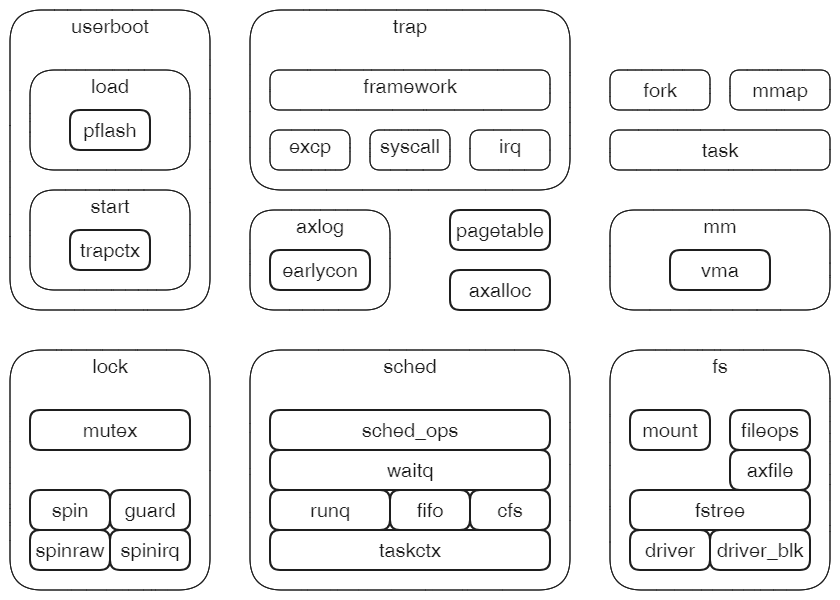 userboot
load
pflash
start
trapctx
trap
framework
excp syscall irq
fork mmap
task
axlog
earlycon
pagetable
axalloc
mm
vma
lock
mutex
spin guard
spinraw spinirq
sched
sched_ops
waitq
runq fifo cfs
taskctx
fs
mount fileops
axfile
fstree
driver driver_blk